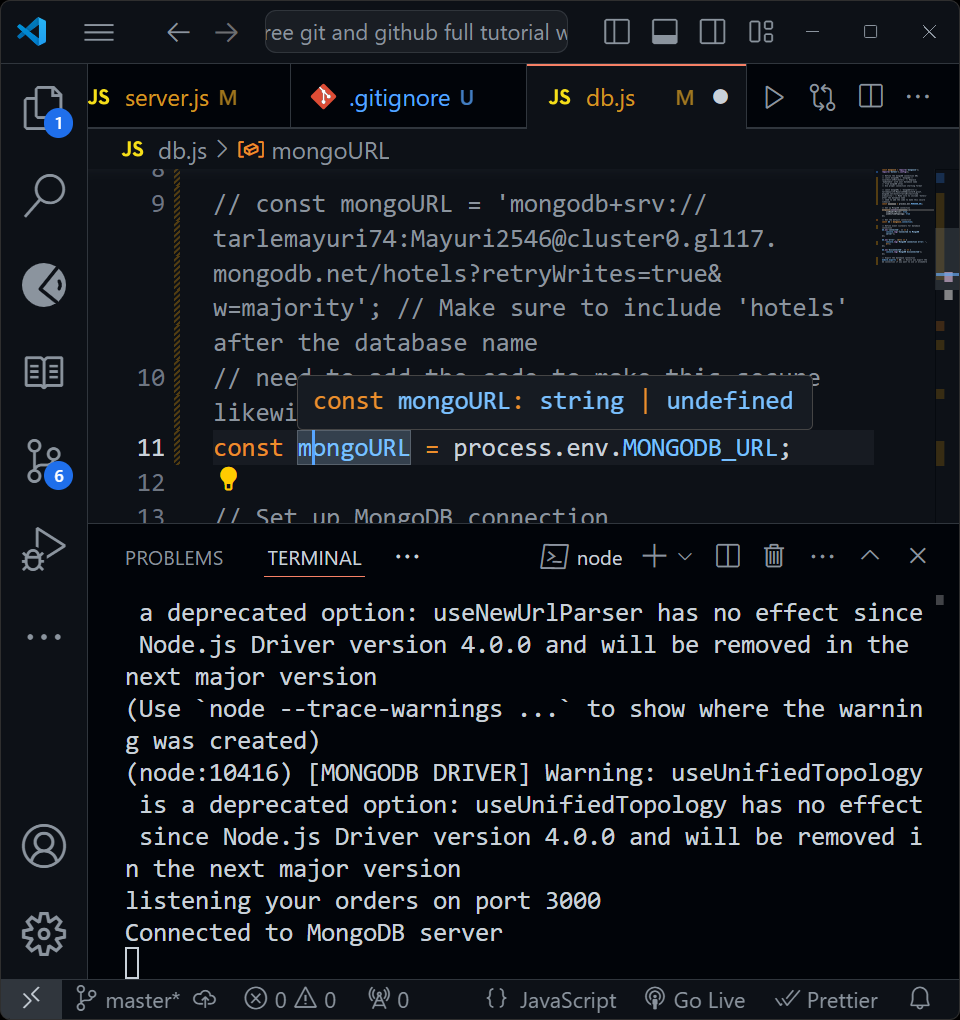 ree git and github full tutorial w
1
6
JS server.js M
.gitignore U
JS db.js M
JS db.js > mongoURL
8
9 // const mongoURL = 'mongodb+srv://
tarlemayuri74:Mayuri2546@cluster0.gl117.
mongodb.net/hotels?retryWrites=true&
w=majority'; // Make sure to include 'hotels'
after the database name
10 // need to add the code to make this secure
likewi
const mongoURL: string | undefined
11 const mongoURL = process.env.MONGODB_URL;
12
13 // Set up MongoDB connection
PROBLEMS TERMINAL ... node
a deprecated option: useNewUrlParser has no effect since
Node.js Driver version 4.0.0 and will be removed in the
next major version
(Use `node --trace-warnings ...` to show where the warnin
g was created)
(node:10416) [MONGODB DRIVER] Warning: useUnifiedTopology
is a deprecated option: useUnifiedTopology has no effect
since Node.js Driver version 4.0.0 and will be removed i
n the next major version
listening your orders on port 3000
Connected to MongoDB server
master* 0 0 0 {} JavaScript Go Live Prettier